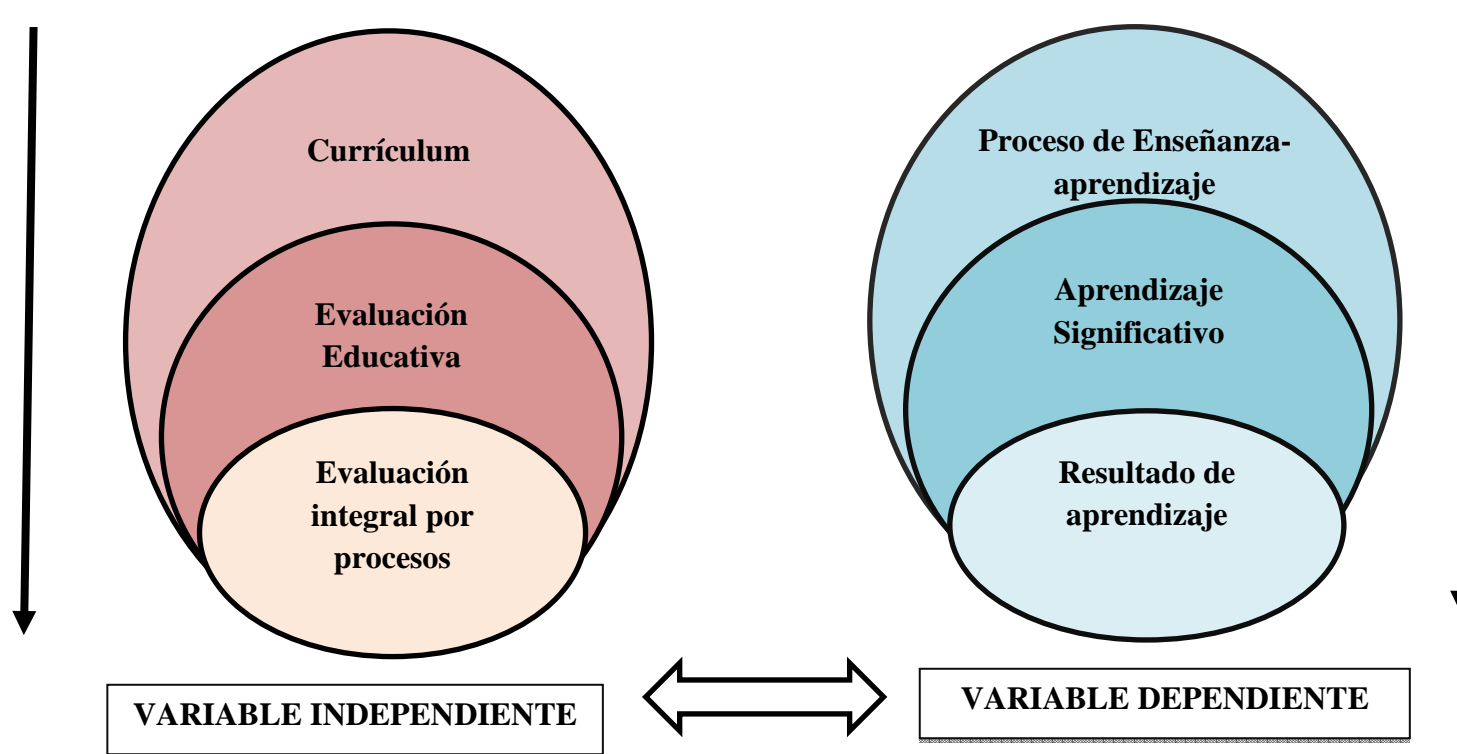 Currículum
Evaluación
Educativa
Evaluación
integral por
procesos
VARIABLE INDEPENDIENTE
Proceso de Enseñanza-
aprendizaje
Aprendizaje
Significativo
Resultado de
aprendizaje
VARIABLE DEPENDIENTE